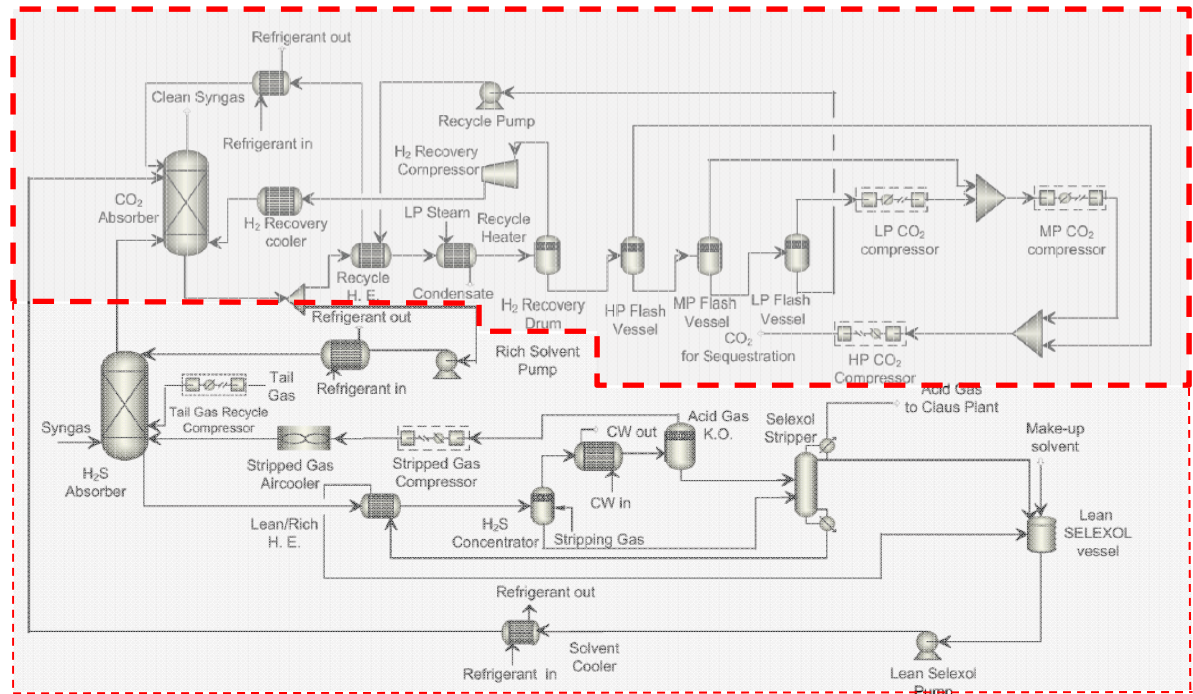 Refrigerant out
Clean Syngas
Refrigerant in
Recycle Pump
H₂ Recovery
Compressor
CO₂
Absorber
H₂ Recovery
cooler
LP Steam
Recycle
Heater
LP CO₂
compressor
MP CO₂
compressor
Recycle
H. E.
Condensate
H₂ Recovery
Drum
HP Flash
Vessel
MP Flash
Vessel
LP Flash
Vessel
CO₂
for Sequestration
HP CO₂
Compressor
Refrigerant out
Rich Solvent
Pump
Refrigerant in
Tail
Gas
Tail Gas Recycle
Compressor
Syngas
H₂S
Absorber
Stripped Gas
Aircooler
Stripped Gas
Compressor
CW out
CW in
Acid Gas
K.O.
Selexol
Stripper
Acid Gas
to Claus Plant
Make-up
solvent
Lean/Rich
H. E.
H₂S
Concentrator
Stripping Gas
Lean
SELEXOL
vessel
Refrigerant out
Solvent
Cooler
Refrigerant in
Lean Selexol
Pump